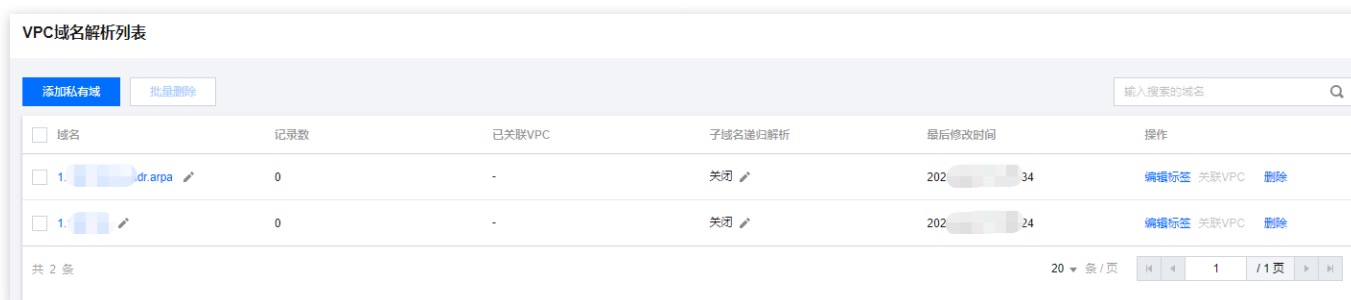 VPC域名解析列表
添加私有域 批量删除 输入搜索的域名
域名 记录数 已关联VPC 子域名递归解析 最后修改时间 操作
1. dr.arpa 0 - 关闭 202 34 编辑标签 关联VPC 删除
1. 0 - 关闭 202 24 编辑标签 关联VPC 删除
共 2 条 20 条 / 页 1 / 1 页